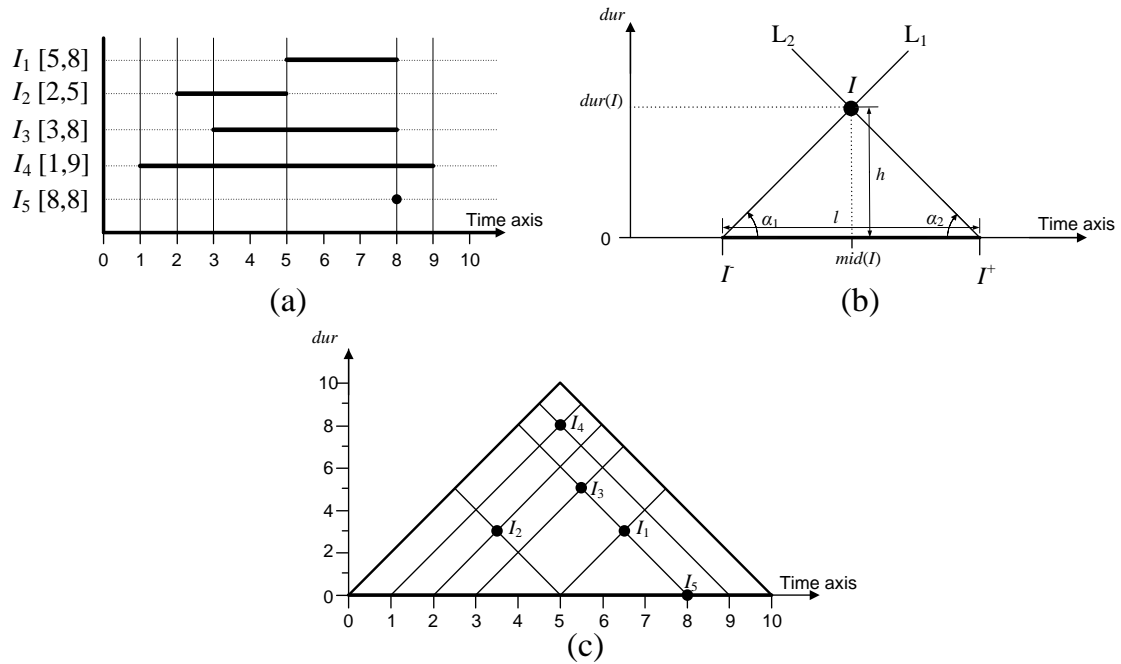 I₁ [5,8]
I₂ [2,5]
I₃ [3,8]
I₄ [1,9]
I₅ [8,8]
Time axis
0 1 2 3 4 5 6 7 8 9 10
(a)
dur
L₂ L₁
I
dur(I)
h
α₁ l α₂
Time axis
0
I⁻ mid(I) I⁺
(b)
dur
10
8
6
4
2
0
I₄
I₃
I₂ I₁
I₅
Time axis
0 1 2 3 4 5 6 7 8 9 10
(c)